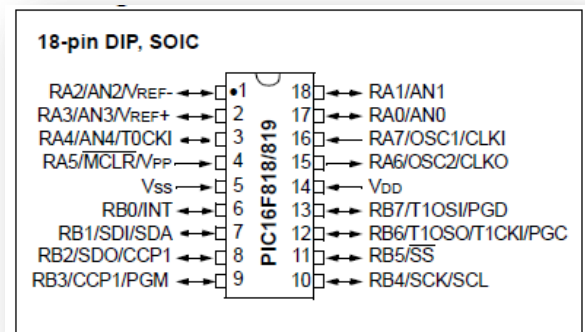 18-pin DIP, SOIC
RA2/AN2/VREF- 1 18 RA1/AN1
RA3/AN3/VREF+ 2 17 RA0/AN0
RA4/AN4/T0CKI 3 16 RA7/OSC1/CLKI
RA5/MCLR/VPP 4 15 RA6/OSC2/CLKO
VSS 5 14 VDD
RB0/INT 6 13 RB7/T1OSI/PGD
RB1/SDI/SDA 7 12 RB6/T1OSO/T1CKI/PGC
RB2/SDO/CCP1 8 11 RB5/SS
RB3/CCP1/PGM 9 10 RB4/SCK/SCL
PIC16F818/819